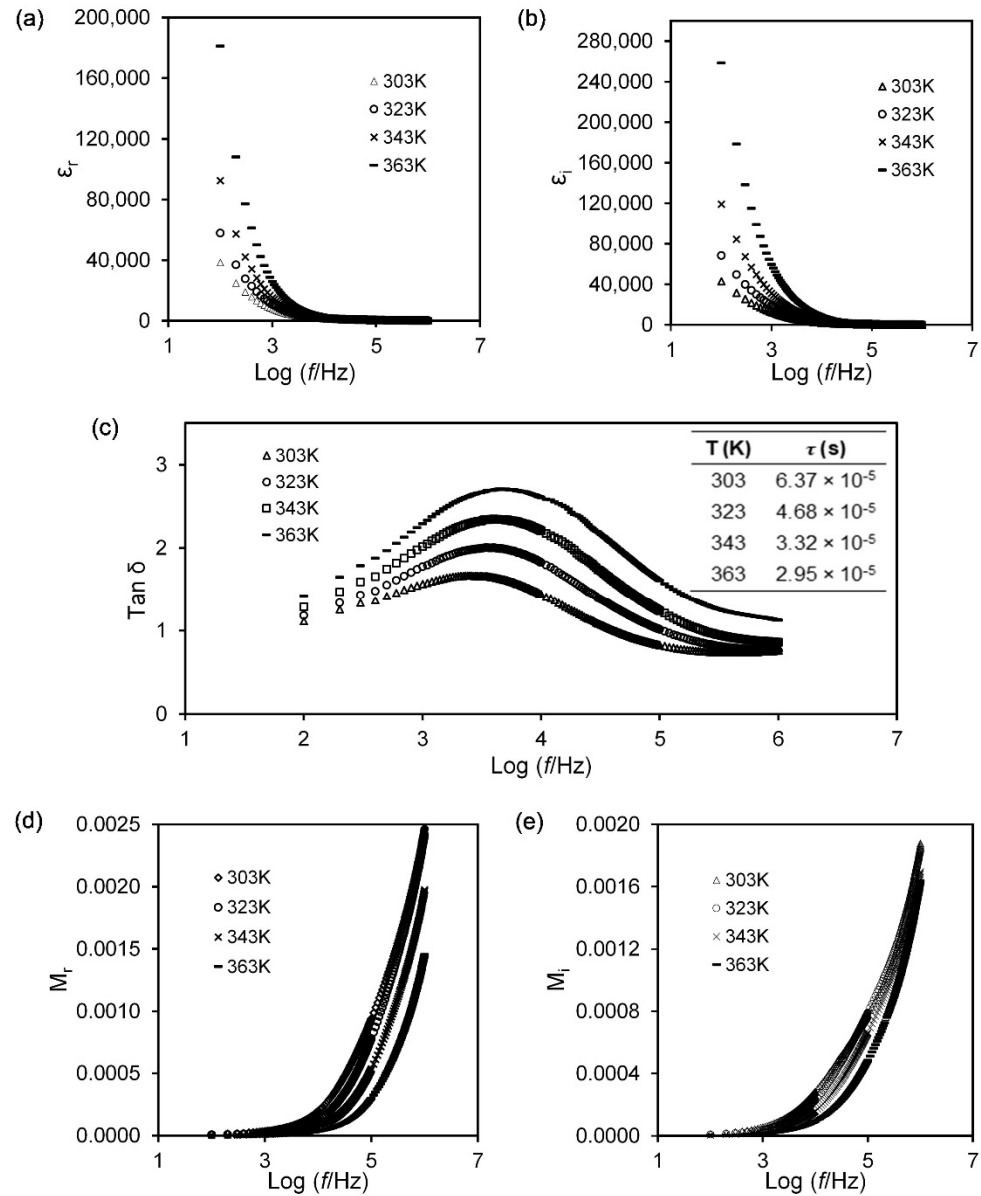 (a)
200,000
160,000
120,000
80,000
40,000
0
εr
1 3 5 7
Log (f/Hz)
303K
323K
343K
363K
(b)
280,000
240,000
200,000
160,000
120,000
80,000
40,000
0
εi
1 3 5 7
Log (f/Hz)
303K
323K
343K
363K
(c)
3
2
1
0
Tan δ
1 2 3 4 5 6 7
Log (f/Hz)
303K
323K
343K
363K
T (K) τ (s)
303 6.37 × 10⁻⁵
323 4.68 × 10⁻⁵
343 3.32 × 10⁻⁵
363 2.95 × 10⁻⁵
(d)
0.0025
0.0020
0.0015
0.0010
0.0005
0.0000
Mr
1 3 5 7
Log (f/Hz)
303K
323K
343K
363K
(e)
0.0020
0.0016
0.0012
0.0008
0.0004
0.0000
Mi
1 3 5 7
Log (f/Hz)
303K
323K
343K
363K